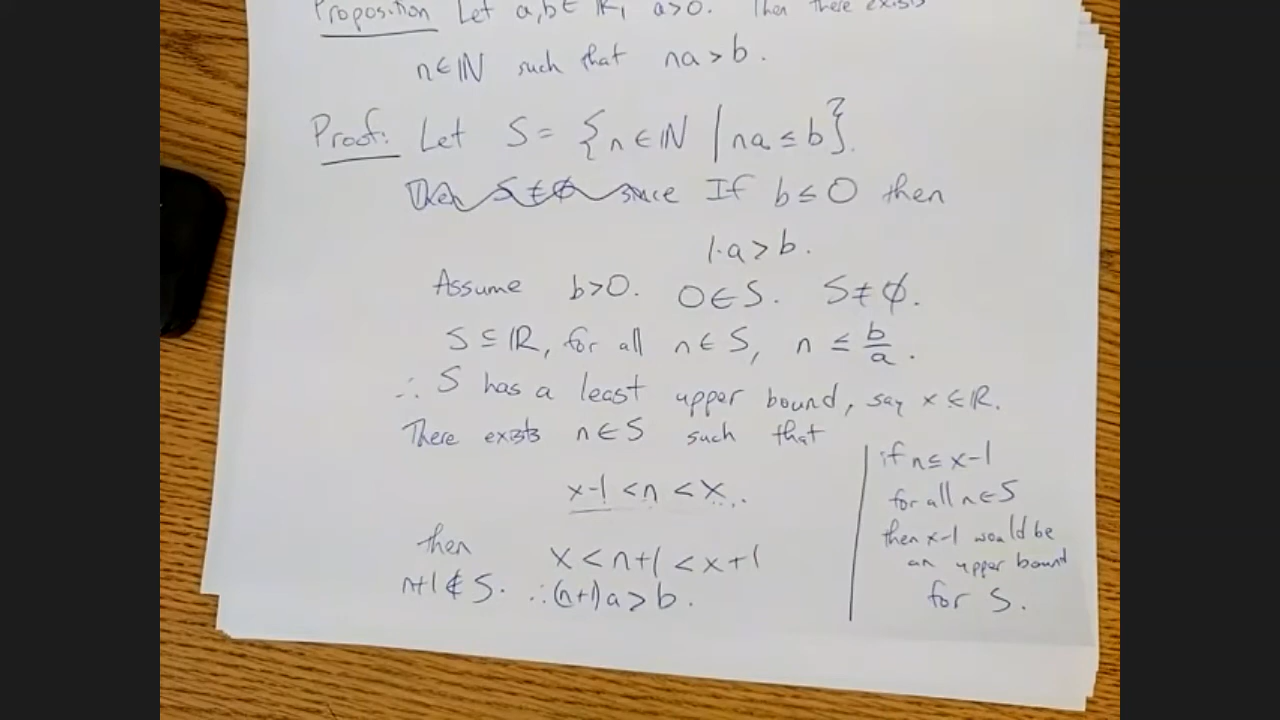 Proposition Let a,b ∈ ℝ, a>0. Then there exists
n∈ℕ such that na > b.
Proof: Let S = {n ∈ ℕ | na ≤ b}.
Then S ≠ ∅ since If b ≤ 0 then
1·a > b.
Assume b>0. 0∈S. S ≠ ∅.
S ⊆ ℝ, for all n ∈ S, n ≤ b/a.
∴ S has a least upper bound, say x ∈ ℝ.
There exists n∈S such that
x-1 < n < x.
then x < n+1 < x+1
n+1 ∉ S. ∴ (n+1)a > b.
if n ≤ x-1
for all n∈S
then x-1 would be
an upper bound
for S.